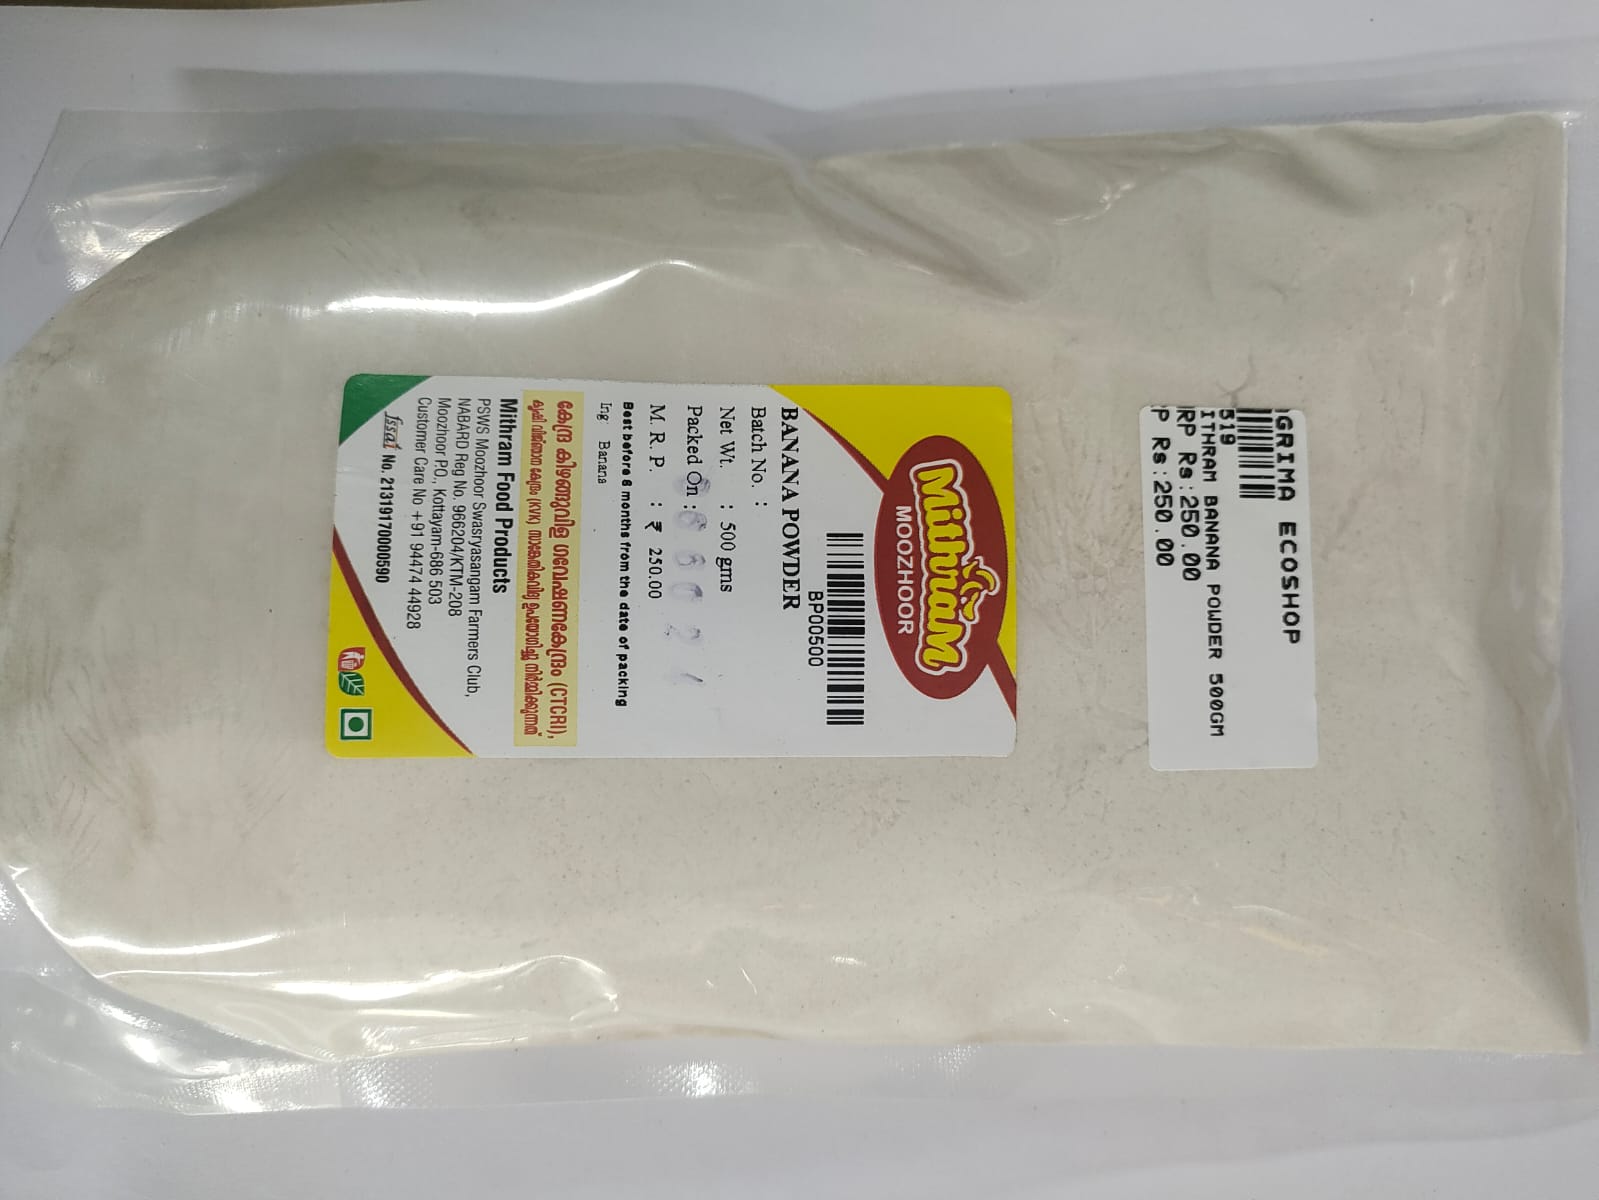 GRIMA ECOSHOP
519
ITHRAM BANANA POWDER 500GM
RP Rs:250.00
P Rs:250.00
MithraM
MOOZHOOR
BP00500
BANANA POWDER
Batch No. :
Net Wt. : 500 gms
Packed On :
M. R. P. : ₹ 250.00
Best before 6 months from the date of packing
Ing: Banana
കേന്ദ്ര കിഴങ്ങുവിള ഗവേഷണകേന്ദ്രം (CTCRI),
കൃഷി വിജ്ഞാന കേന്ദ്രം (KVK) സാങ്കേതികവിദ്യ ഉപയോഗിച്ചു നിർമ്മിക്കുന്നത്
Mithram Food Products
PSWS Moozhoor Swasryasangam Farmers Club,
NABARD Reg No. 966204/KTM-208
Moozhoor P.O., Kottayam-686 503
Customer Care No +91 94474 44928
fssai No. 21319170000590